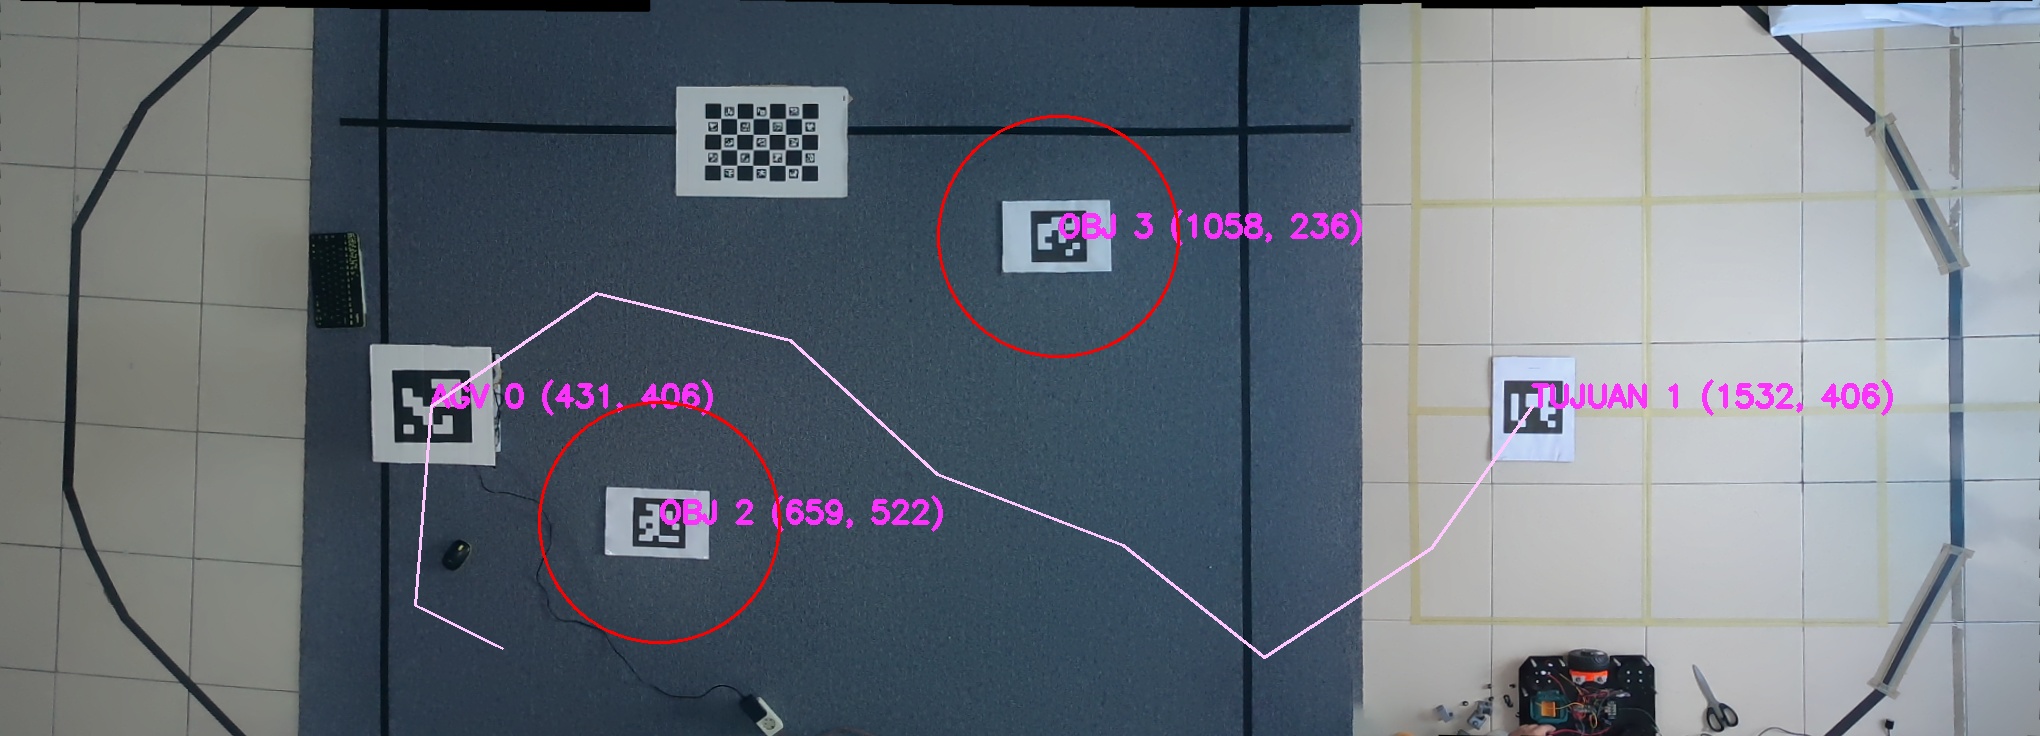 OBJ 3 (1058, 236)
AGV 0 (431, 406)
TUJUAN 1 (1532, 406)
OBJ 2 (659, 522)